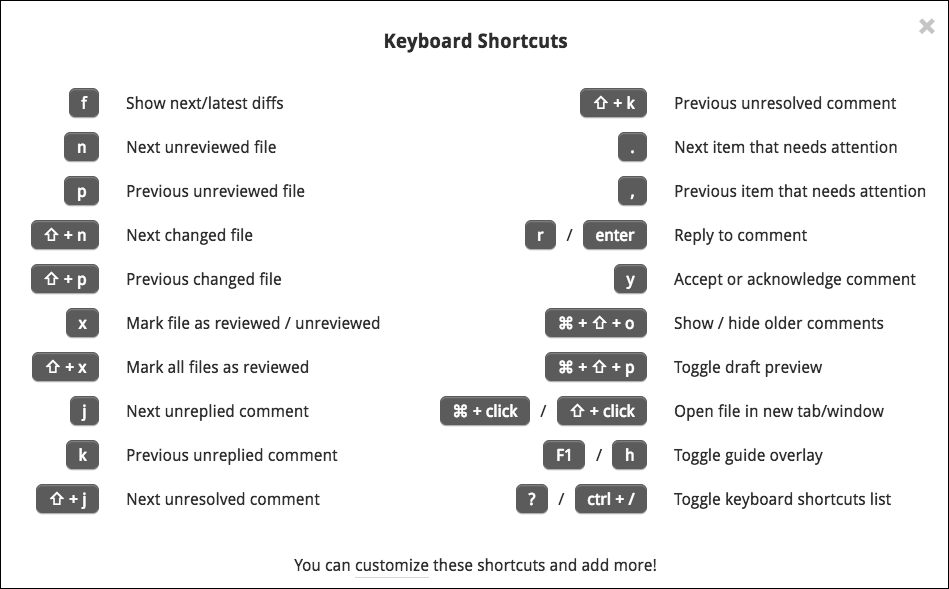 Keyboard Shortcuts
f Show next/latest diffs
n Next unreviewed file
p Previous unreviewed file
⇧ + n Next changed file
⇧ + p Previous changed file
x Mark file as reviewed / unreviewed
⇧ + x Mark all files as reviewed
j Next unreplied comment
k Previous unreplied comment
⇧ + j Next unresolved comment
⇧ + k Previous unresolved comment
. Next item that needs attention
, Previous item that needs attention
r / enter Reply to comment
y Accept or acknowledge comment
⌘ + ⇧ + o Show / hide older comments
⌘ + ⇧ + p Toggle draft preview
⌘ + click / ⇧ + click Open file in new tab/window
F1 / h Toggle guide overlay
? / ctrl + / Toggle keyboard shortcuts list
You can customize these shortcuts and add more!